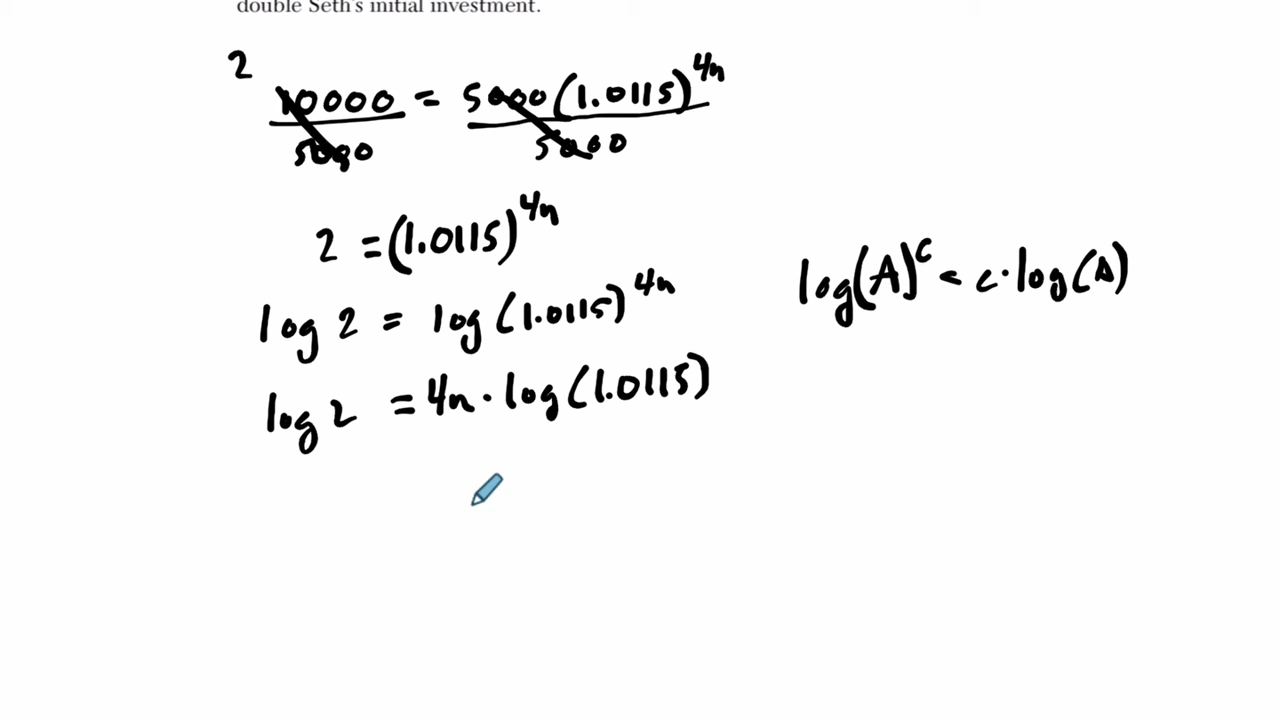 double Seth's initial investment.
2
10000 = 5000(1.0115)^4n
5000 5000
2 = (1.0115)^4n
log 2 = log(1.0115)^4n
log(A)^c = c·log(A)
log 2 = 4n · log(1.0115)